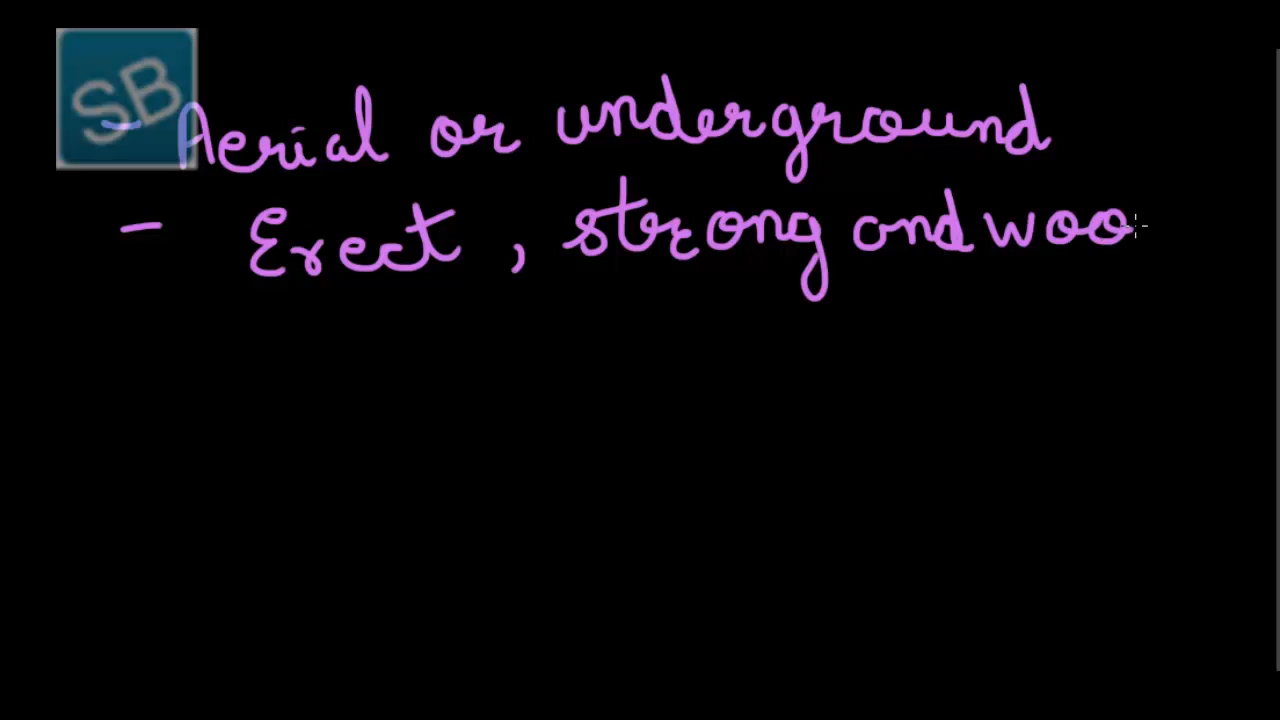 SB
- Aerial or underground
- Erect, strong and woo